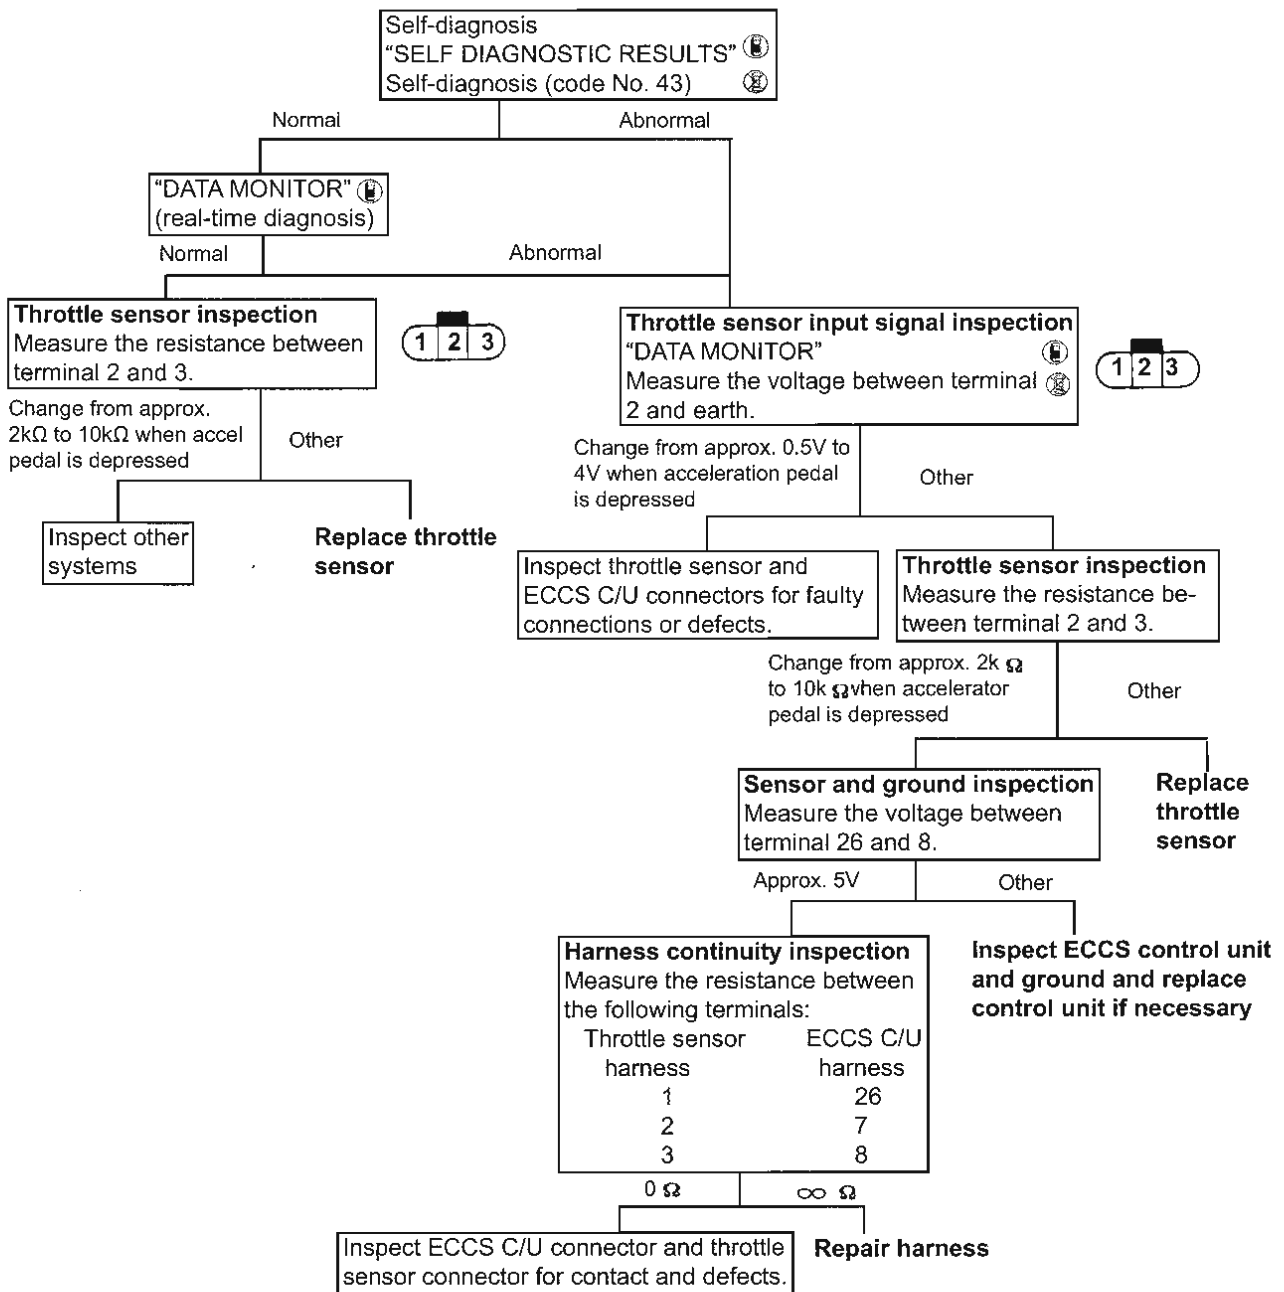 Self-diagnosis
“SELF DIAGNOSTIC RESULTS”
Self-diagnosis (code No. 43)
Normal
Abnormal
“DATA MONITOR”
(real-time diagnosis)
Normal
Abnormal
Throttle sensor inspection
Measure the resistance between
terminal 2 and 3.
1 2 3
Throttle sensor input signal inspection
“DATA MONITOR”
Measure the voltage between terminal
2 and earth.
1 2 3
Change from approx.
2kΩ to 10kΩ when accel
pedal is depressed
Other
Change from approx. 0.5V to
4V when acceleration pedal
is depressed
Other
Inspect other
systems
Replace throttle
sensor
Inspect throttle sensor and
ECCS C/U connectors for faulty
connections or defects.
Throttle sensor inspection
Measure the resistance be-
tween terminal 2 and 3.
Change from approx. 2k Ω
to 10k Ω when accelerator
pedal is depressed
Other
Sensor and ground inspection
Measure the voltage between
terminal 26 and 8.
Replace
throttle
sensor
Approx. 5V
Other
Harness continuity inspection
Measure the resistance between
the following terminals:
Throttle sensor ECCS C/U
harness harness
1 26
2 7
3 8
Inspect ECCS control unit
and ground and replace
control unit if necessary
0 Ω
∞ Ω
Inspect ECCS C/U connector and throttle
sensor connector for contact and defects.
Repair harness